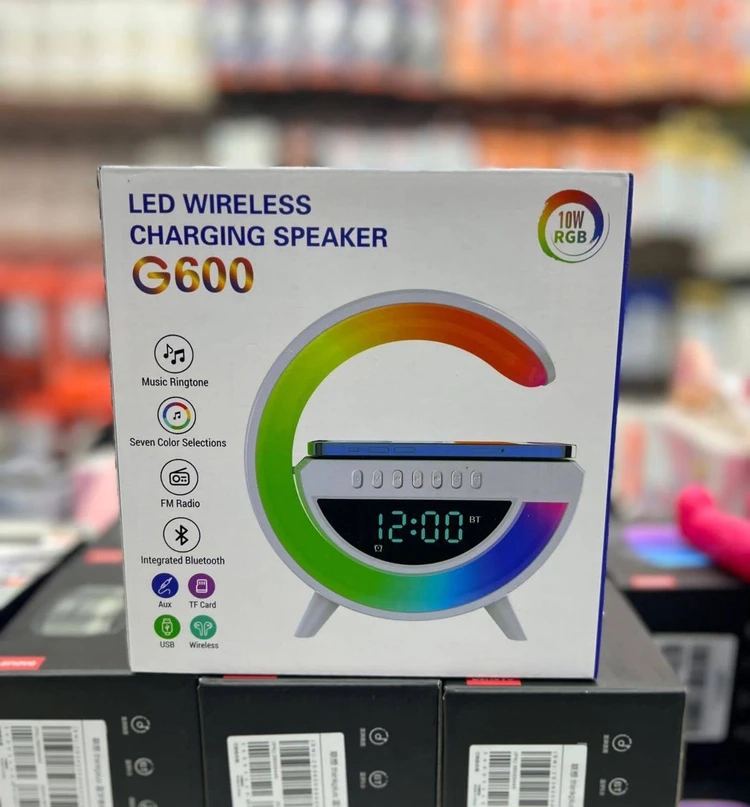 LED WIRELESS
CHARGING SPEAKER
G600
10W
RGB
Music Ringtone
Seven Color Selections
FM Radio
Integrated Bluetooth
Aux
TF Card
USB
Wireless
12:00 BT